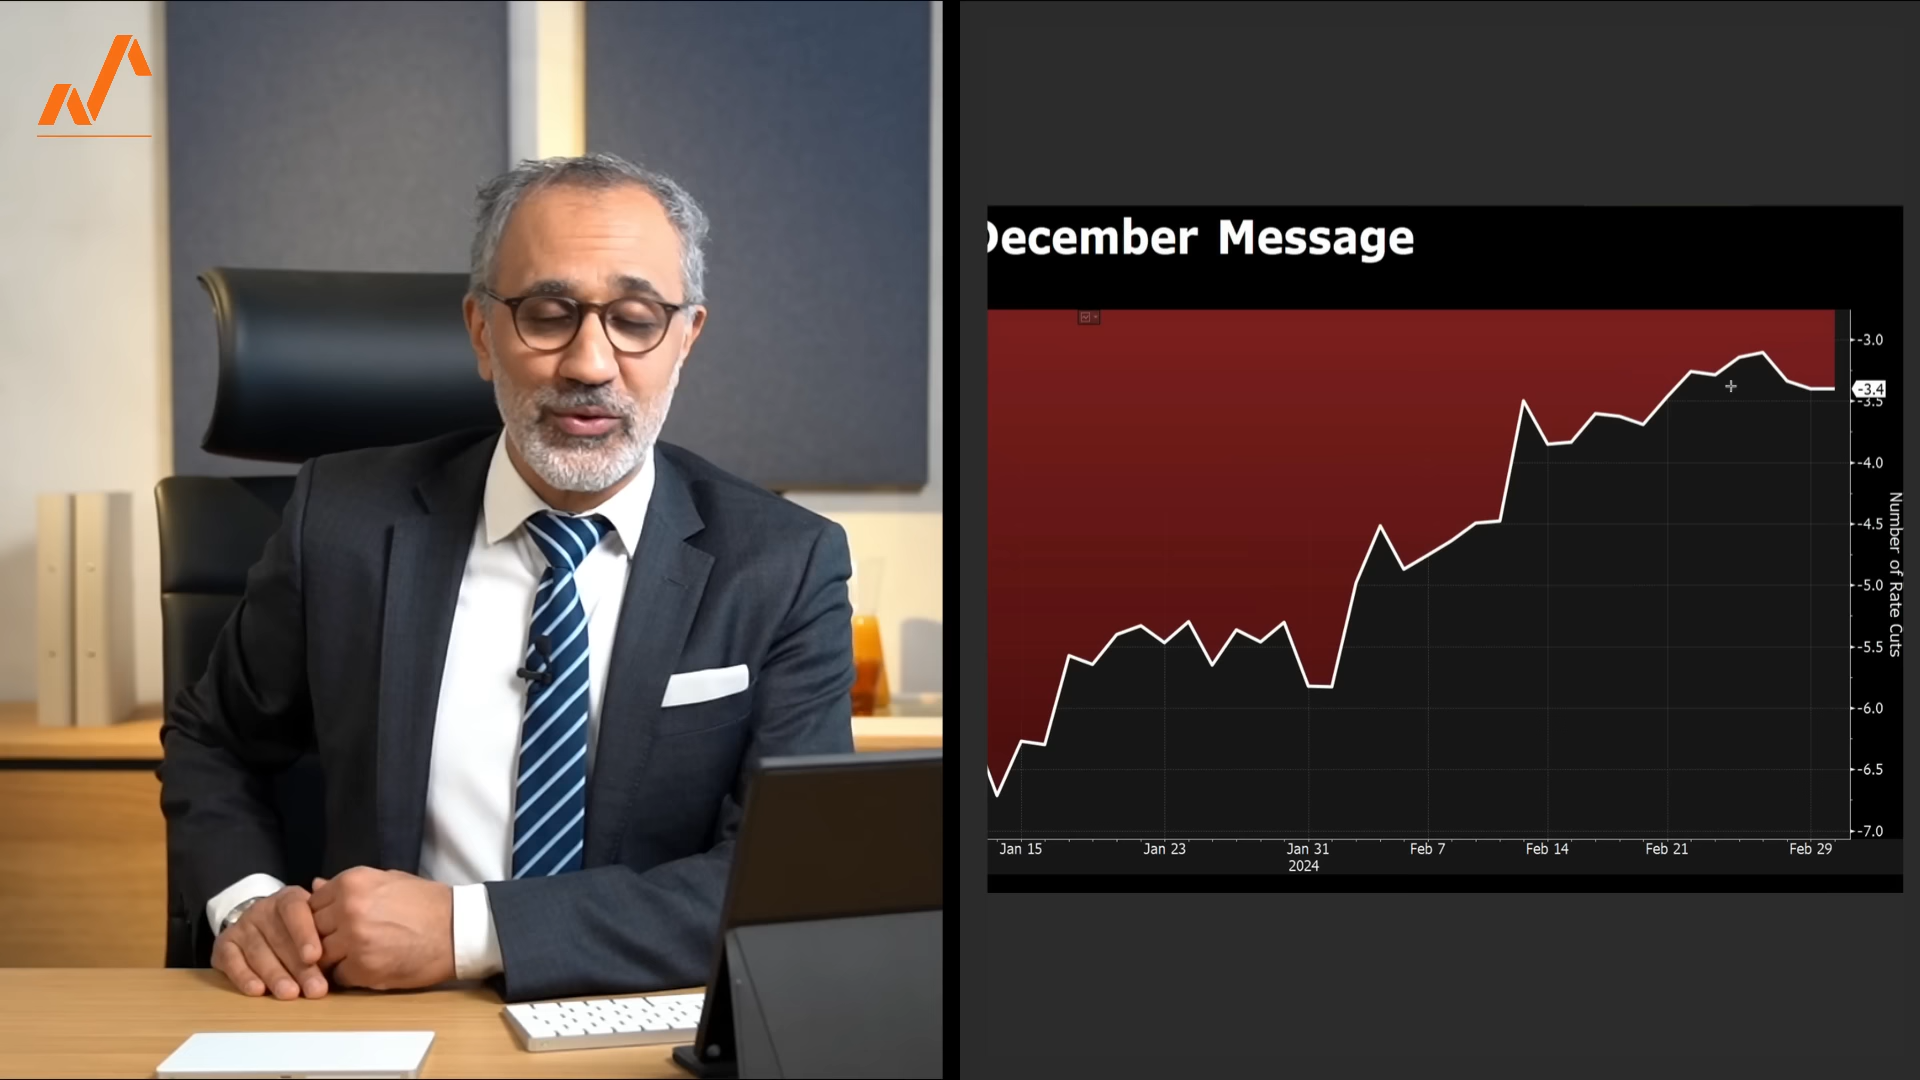 December Message
-3.0
-3.4
-3.5
-4.0
-4.5
-5.0
-5.5
-6.0
-6.5
-7.0
Number of Rate Cuts
Jan 15
Jan 23
Jan 31
Feb 7
Feb 14
Feb 21
Feb 29
2024